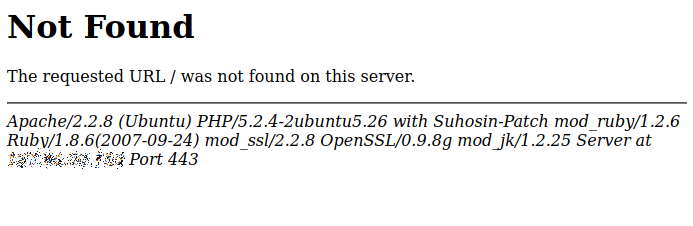 Not Found
The requested URL / was not found on this server.
Apache/2.2.8 (Ubuntu) PHP/5.2.4-2ubuntu5.26 with Suhosin-Patch mod_ruby/1.2.6
Ruby/1.8.6(2007-09-24) mod_ssl/2.2.8 OpenSSL/0.9.8g mod_jk/1.2.25 Server at
Port 443